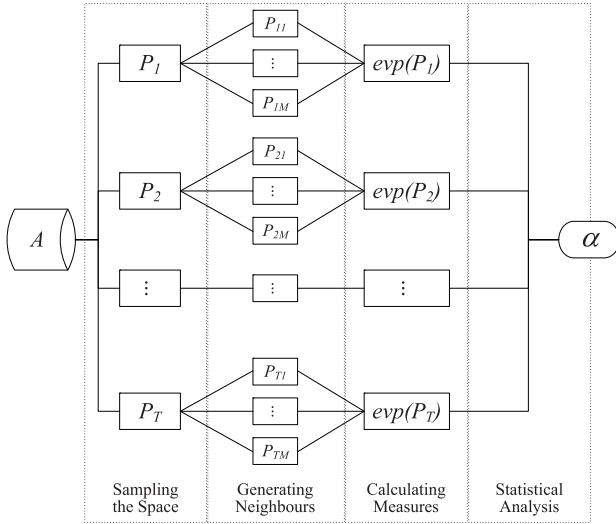 P11
P1
⋮
evp(P1)
P1M
P21
P2
⋮
evp(P2)
P2M
A
α
⋮
⋮
⋮
PT1
PT
⋮
evp(PT)
PTM
Sampling
the Space
Generating
Neighbours
Calculating
Measures
Statistical
Analysis